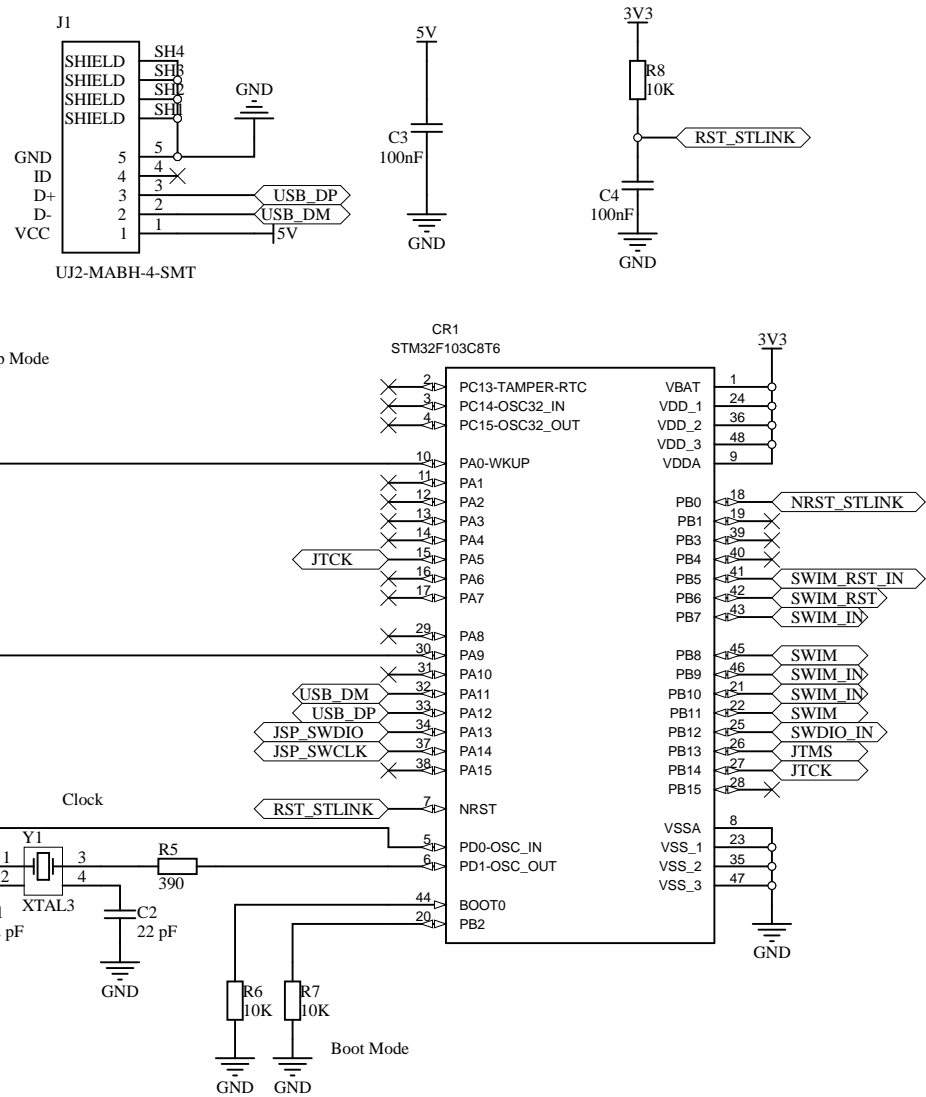 J1
SHIELD SH4
SHIELD SH3
SHIELD SH2
SHIELD SH1
GND
GND 5 5
ID 4 4
D+ 3 3 USB_DP
D- 2 2 USB_DM
VCC 1 1 5V
UJ2-MABH-4-SMT
5V
C3
100nF
GND
3V3
R8
10K
RST_STLINK
C4
100nF
GND
p Mode
CR1
STM32F103C8T6
3V3
2 PC13-TAMPER-RTC VBAT 1
3 PC14-OSC32_IN VDD_1 24
4 PC15-OSC32_OUT VDD_2 36
VDD_3 48
10 PA0-WKUP VDDA 9
11 PA1
12 PA2 PB0 18 NRST_STLINK
13 PA3 PB1 19
14 PA4 PB3 39
JTCK 15 PA5 PB4 40
16 PA6 PB5 41 SWIM_RST_IN
17 PA7 PB6 42 SWIM_RST
PB7 43 SWIM_IN
29 PA8
30 PA9 PB8 45 SWIM
31 PA10 PB9 46 SWIM_IN
USB_DM 32 PA11 PB10 21 SWIM_IN
USB_DP 33 PA12 PB11 22 SWIM
JSP_SWDIO 34 PA13 PB12 25 SWDIO_IN
JSP_SWCLK 37 PA14 PB13 26 JTMS
38 PA15 PB14 27 JTCK
PB15 28
Clock
RST_STLINK 7 NRST
VSSA 8
5 PD0-OSC_IN VSS_1 23
6 PD1-OSC_OUT VSS_2 35
VSS_3 47
Y1
1 3
2 4
XTAL3
R5
390
44 BOOT0
20 PB2
C2
22 pF
pF
GND
GND
R6
10K
R7
10K
Boot Mode
GND
GND